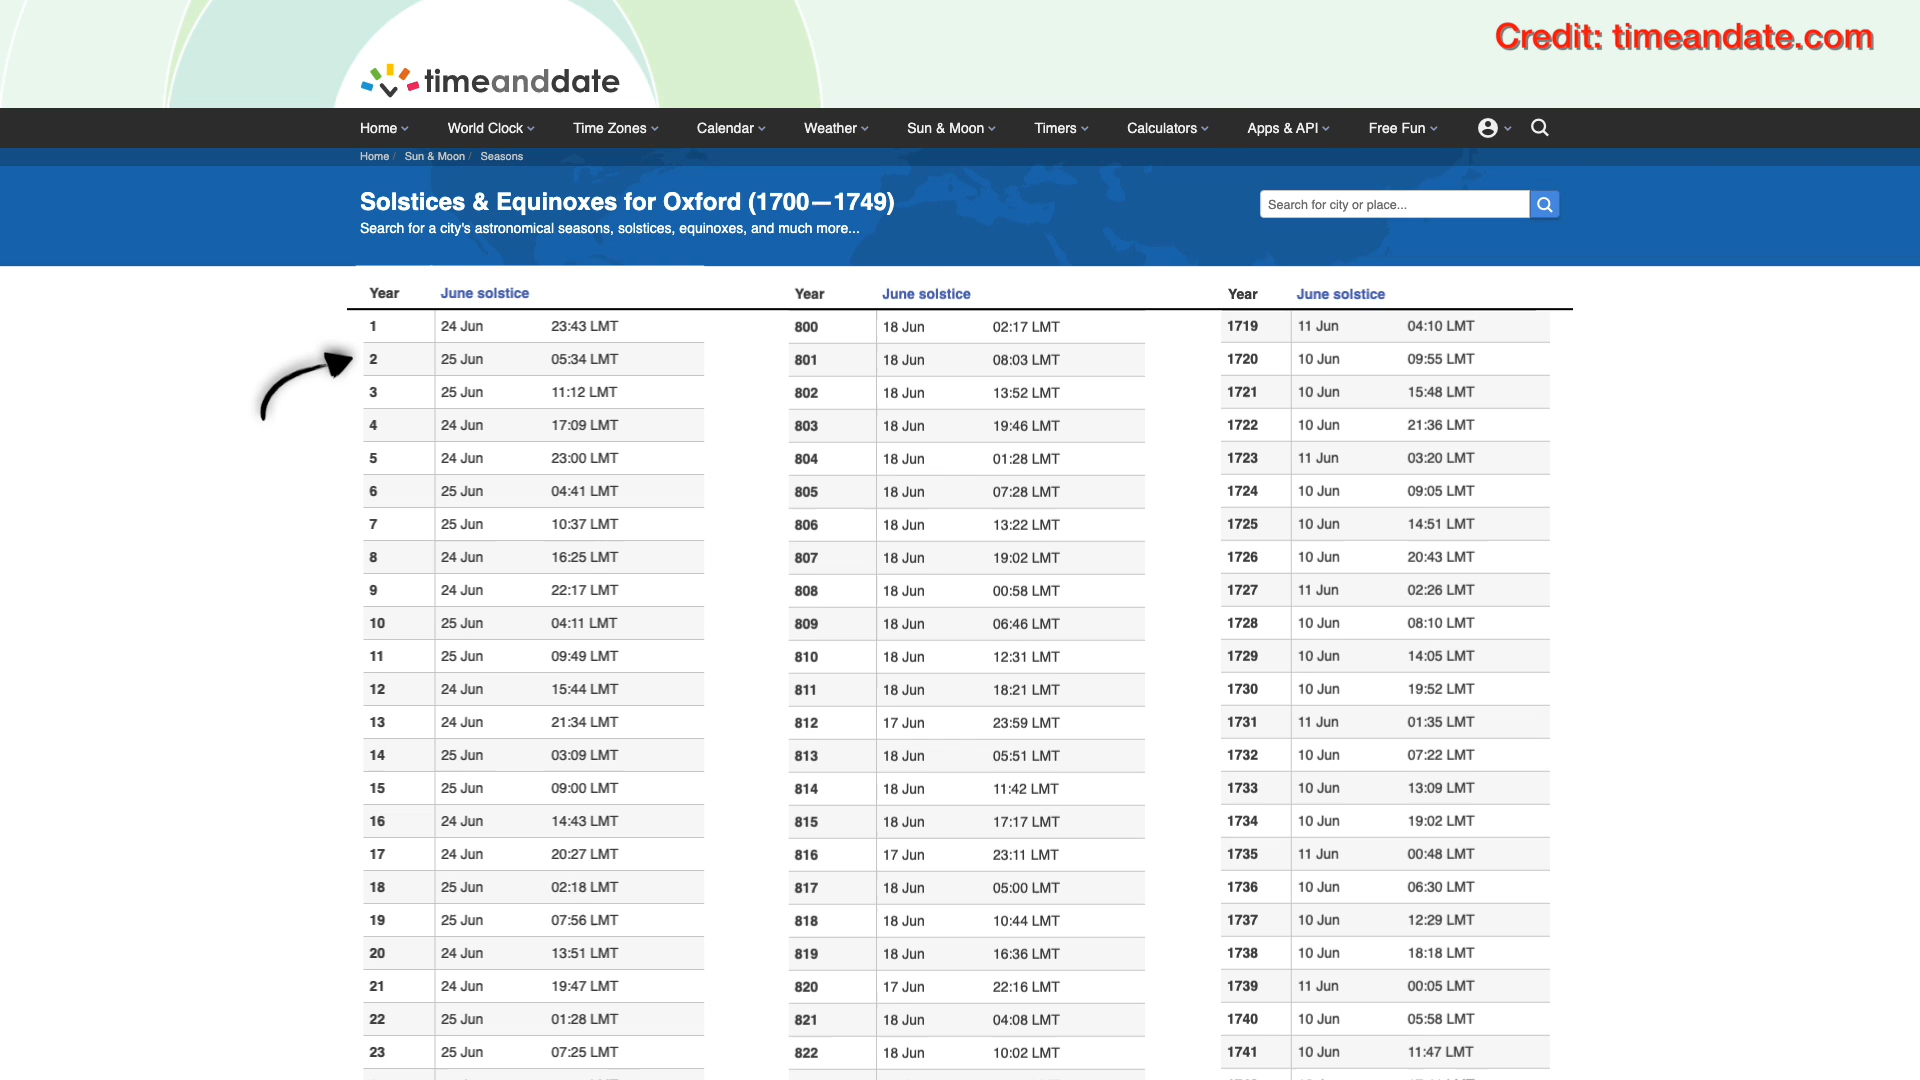 Credit: timeanddate.com
timeanddate
Home World Clock Time Zones Calendar Weather Sun & Moon Timers Calculators Apps & API Free Fun
Home / Sun & Moon / Seasons
Solstices & Equinoxes for Oxford (1700—1749)
Search for a city's astronomical seasons, solstices, equinoxes, and much more...
Search for city or place...
Year June solstice Year June solstice Year June solstice
1 24 Jun 23:43 LMT 800 18 Jun 02:17 LMT 1719 11 Jun 04:10 LMT
2 25 Jun 05:34 LMT 801 18 Jun 08:03 LMT 1720 10 Jun 09:55 LMT
3 25 Jun 11:12 LMT 802 18 Jun 13:52 LMT 1721 10 Jun 15:48 LMT
4 24 Jun 17:09 LMT 803 18 Jun 19:46 LMT 1722 10 Jun 21:36 LMT
5 24 Jun 23:00 LMT 804 18 Jun 01:28 LMT 1723 11 Jun 03:20 LMT
6 25 Jun 04:41 LMT 805 18 Jun 07:28 LMT 1724 10 Jun 09:05 LMT
7 25 Jun 10:37 LMT 806 18 Jun 13:22 LMT 1725 10 Jun 14:51 LMT
8 24 Jun 16:25 LMT 807 18 Jun 19:02 LMT 1726 10 Jun 20:43 LMT
9 24 Jun 22:17 LMT 808 18 Jun 00:58 LMT 1727 11 Jun 02:26 LMT
10 25 Jun 04:11 LMT 809 18 Jun 06:46 LMT 1728 10 Jun 08:10 LMT
11 25 Jun 09:49 LMT 810 18 Jun 12:31 LMT 1729 10 Jun 14:05 LMT
12 24 Jun 15:44 LMT 811 18 Jun 18:21 LMT 1730 10 Jun 19:52 LMT
13 24 Jun 21:34 LMT 812 17 Jun 23:59 LMT 1731 11 Jun 01:35 LMT
14 25 Jun 03:09 LMT 813 18 Jun 05:51 LMT 1732 10 Jun 07:22 LMT
15 25 Jun 09:00 LMT 814 18 Jun 11:42 LMT 1733 10 Jun 13:09 LMT
16 24 Jun 14:43 LMT 815 18 Jun 17:17 LMT 1734 10 Jun 19:02 LMT
17 24 Jun 20:27 LMT 816 17 Jun 23:11 LMT 1735 11 Jun 00:48 LMT
18 25 Jun 02:18 LMT 817 18 Jun 05:00 LMT 1736 10 Jun 06:30 LMT
19 25 Jun 07:56 LMT 818 18 Jun 10:44 LMT 1737 10 Jun 12:29 LMT
20 24 Jun 13:51 LMT 819 18 Jun 16:36 LMT 1738 10 Jun 18:18 LMT
21 24 Jun 19:47 LMT 820 17 Jun 22:16 LMT 1739 11 Jun 00:05 LMT
22 25 Jun 01:28 LMT 821 18 Jun 04:08 LMT 1740 10 Jun 05:58 LMT
23 25 Jun 07:25 LMT 822 18 Jun 10:02 LMT 1741 10 Jun 11:47 LMT